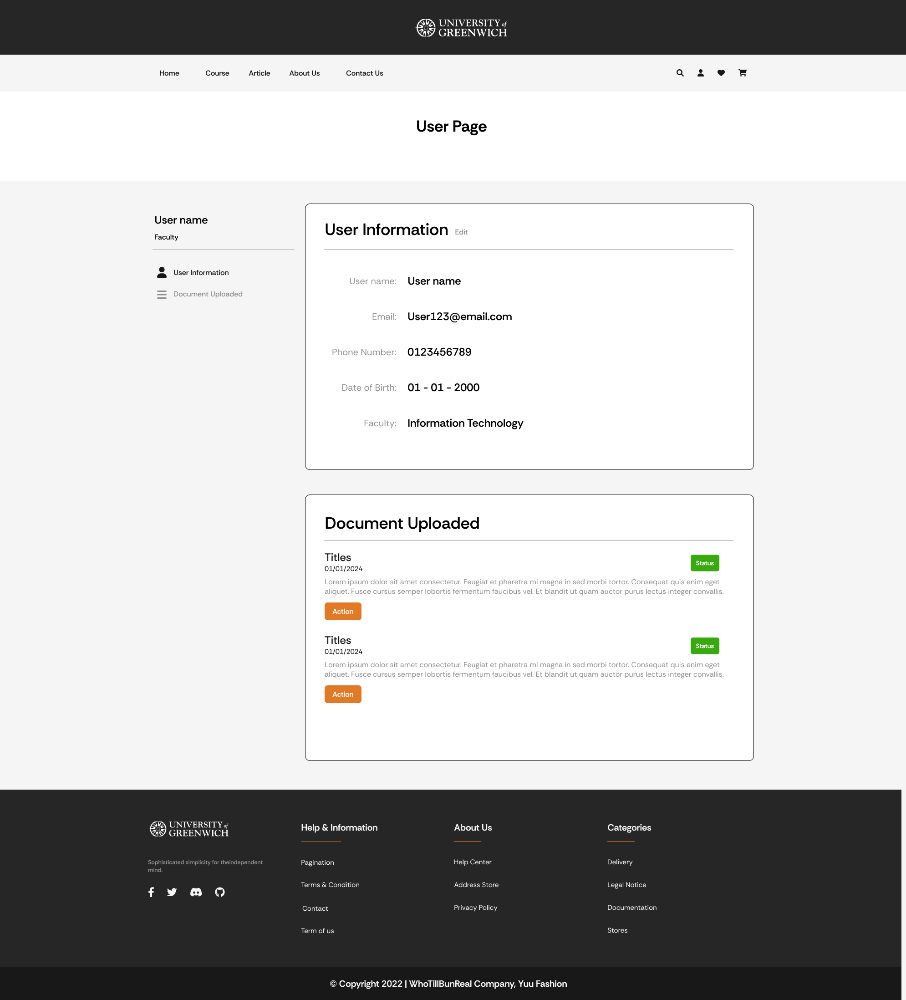 UNIVERSITY of
GREENWICH
Home Course Article About Us Contact Us
User Page
User name
Faculty
User Information
Document Uploaded
User Information Edit
User name: User name
Email: User123@email.com
Phone Number: 0123456789
Date of Birth: 01 - 01 - 2000
Faculty: Information Technology
Document Uploaded
Titles
01/01/2024
Status
Lorem ipsum dolor sit amet consectetur. Feugiat et pharetra mi magna in sed morbi tortor. Consequat quis enim eget
aliquet. Fusce cursus semper lobortis fermentum faucibus vel. Et blandit ut quam auctor purus lectus integer convallis.
Action
Titles
01/01/2024
Status
Lorem ipsum dolor sit amet consectetur. Feugiat et pharetra mi magna in sed morbi tortor. Consequat quis enim eget
aliquet. Fusce cursus semper lobortis fermentum faucibus vel. Et blandit ut quam auctor purus lectus integer convallis.
Action
UNIVERSITY of
GREENWICH
Sophisticated simplicity for theindependent
mind.
Help & Information
Pagination
Terms & Condition
Contact
Term of us
About Us
Help Center
Address Store
Privacy Policy
Categories
Delivery
Legal Notice
Documentation
Stores
© Copyright 2022 | WhoTillBunReal Company, Yuu Fashion